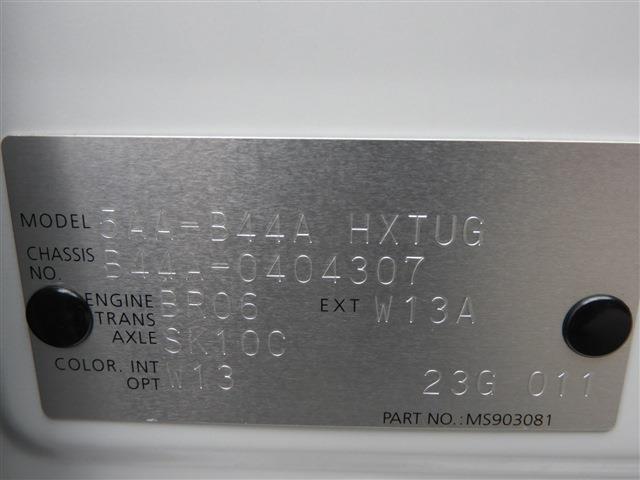 MODEL 5AA-B44A HXTUG
CHASSIS NO. B44A-0404307
ENGINE BR06 EXT W13A
TRANS AXLE SK10C
COLOR. INT OPT W13 23G 011
PART NO.:MS903081